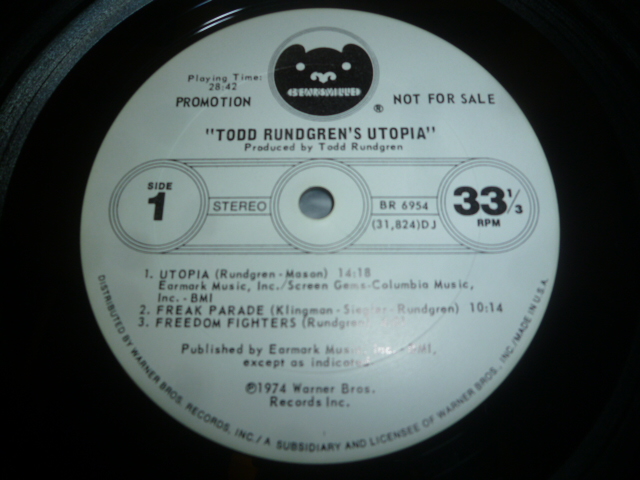 BEARSVILLE
Playing Time:
28:42
PROMOTION
®
NOT FOR SALE
"TODD RUNDGREN'S UTOPIA"
Produced by Todd Rundgren
SIDE
1
STEREO
BR 6954
(31,824)DJ
33 1/3
RPM
1. UTOPIA (Rundgren-Mason) 14:18
Earmark Music, Inc./Screen Gems-Columbia Music,
Inc. - BMI
2. FREAK PARADE (Klingman-Siegler-Rundgren) 10:14
3. FREEDOM FIGHTERS (Rundgren)
Published by Earmark Music, Inc. - BMI,
except as indicated.
℗1974 Warner Bros.
Records Inc.
DISTRIBUTED BY WARNER BROS. RECORDS, INC./A SUBSIDIARY AND LICENSEE OF WARNER BROS., INC./MADE IN U.S.A.